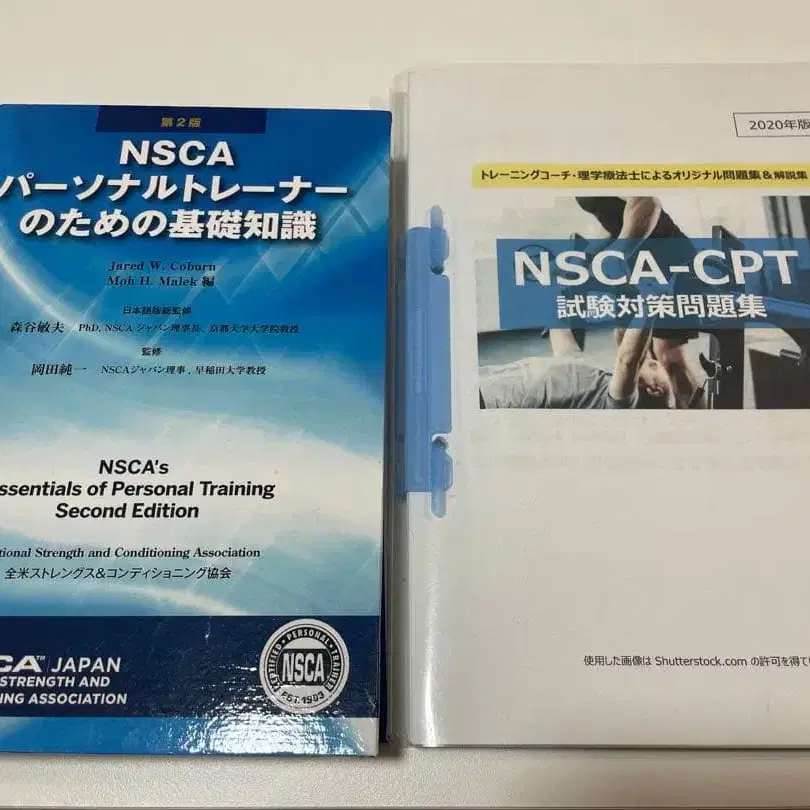 第2版
NSCA
パーソナルトレーナー
のための基礎知識
Jared W. Coburn
Moh H. Malek 編
日本語版総監修
森谷敏夫 PhD, NSCA ジャパン理事長、京都大学大学院教授
監修
岡田純一 NSCAジャパン理事, 早稲田大学教授
NSCA's
ssentials of Personal Training
Second Edition
tional Strength and Conditioning Association
全米ストレングス&コンディショニング協会
CA™ JAPAN
STRENGTH AND
NG ASSOCIATION
CERTIFIED • PERSONAL • TRAINER
NSCA
EST. 1993
2020年版
トレーニングコーチ・理学療法士によるオリジナル問題集&解説集
NSCA-CPT
試験対策問題集
使用した画像は Shutterstock.com の許可を得てい